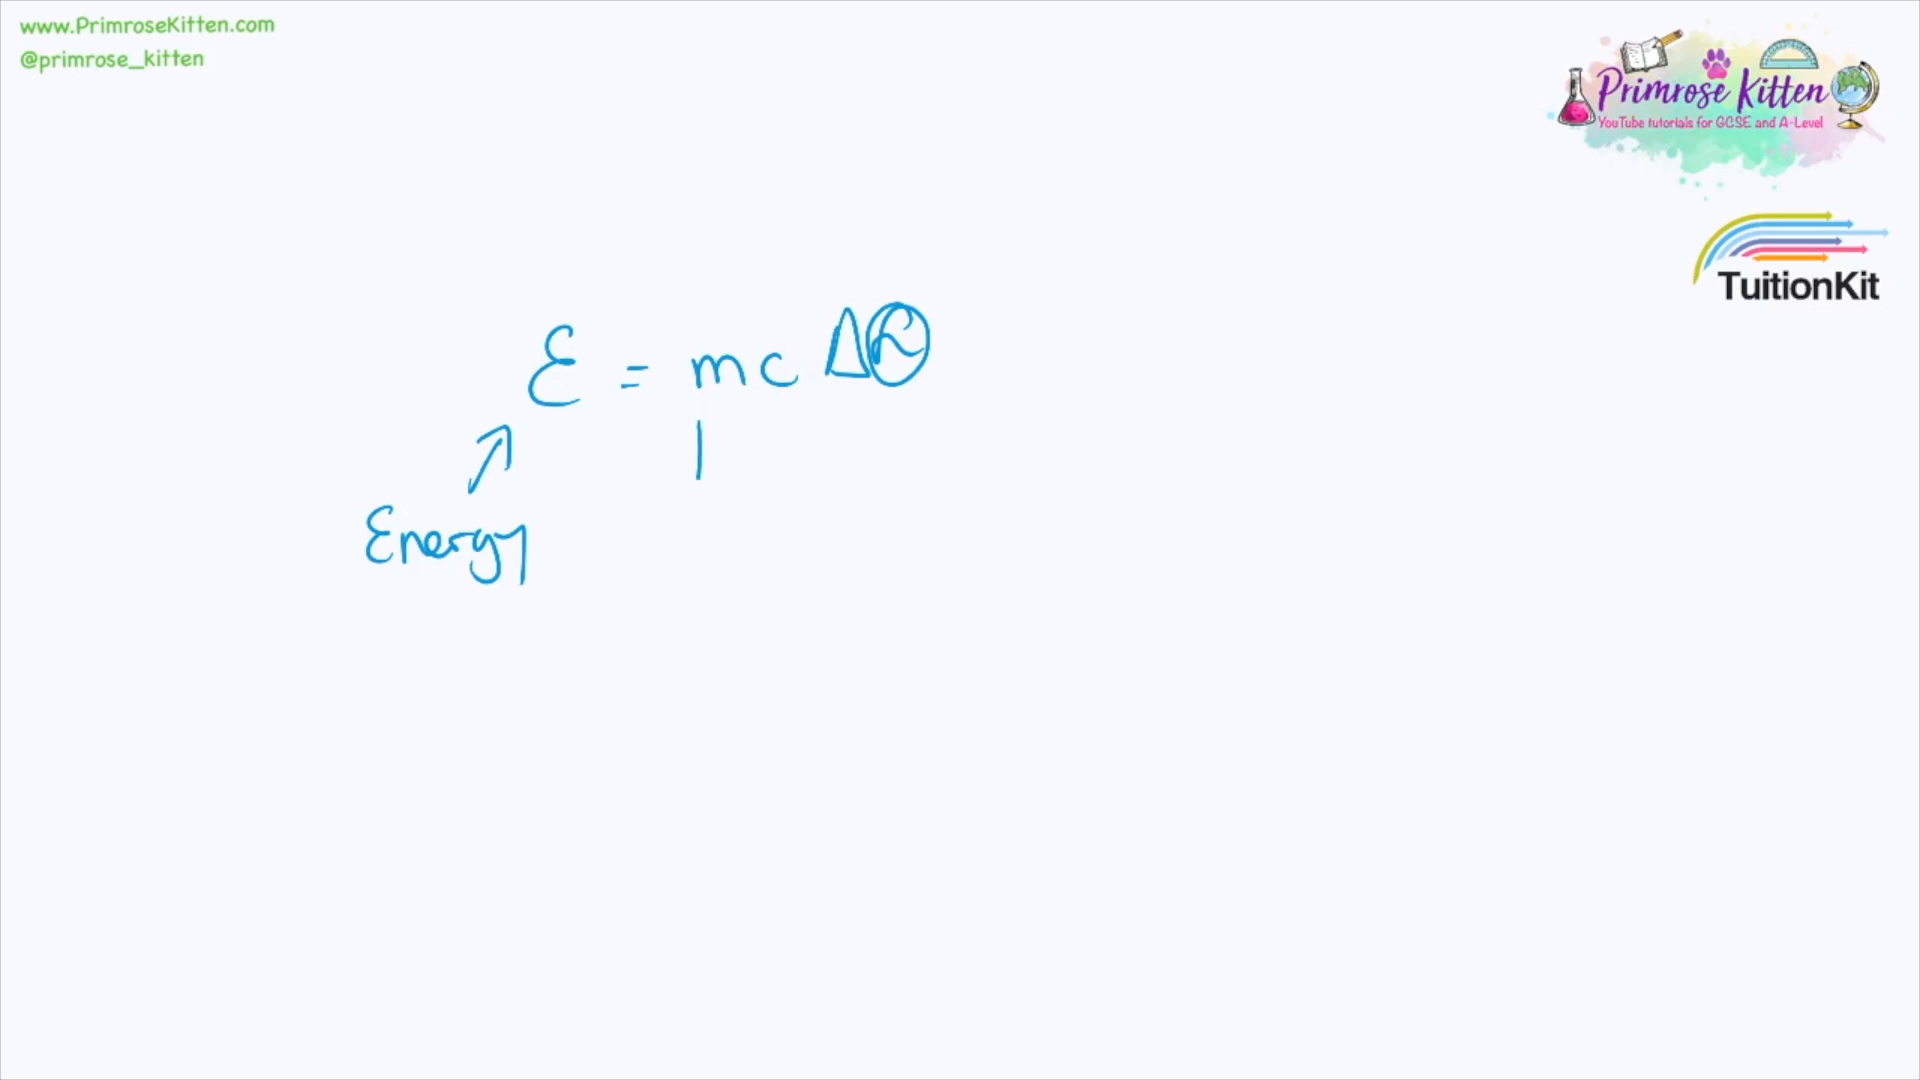 www.PrimroseKitten.com
@primrose_kitten
Primrose Kitten
YouTube tutorials for GCSE and A-Level
TuitionKit
E = mc Δθ
Energy